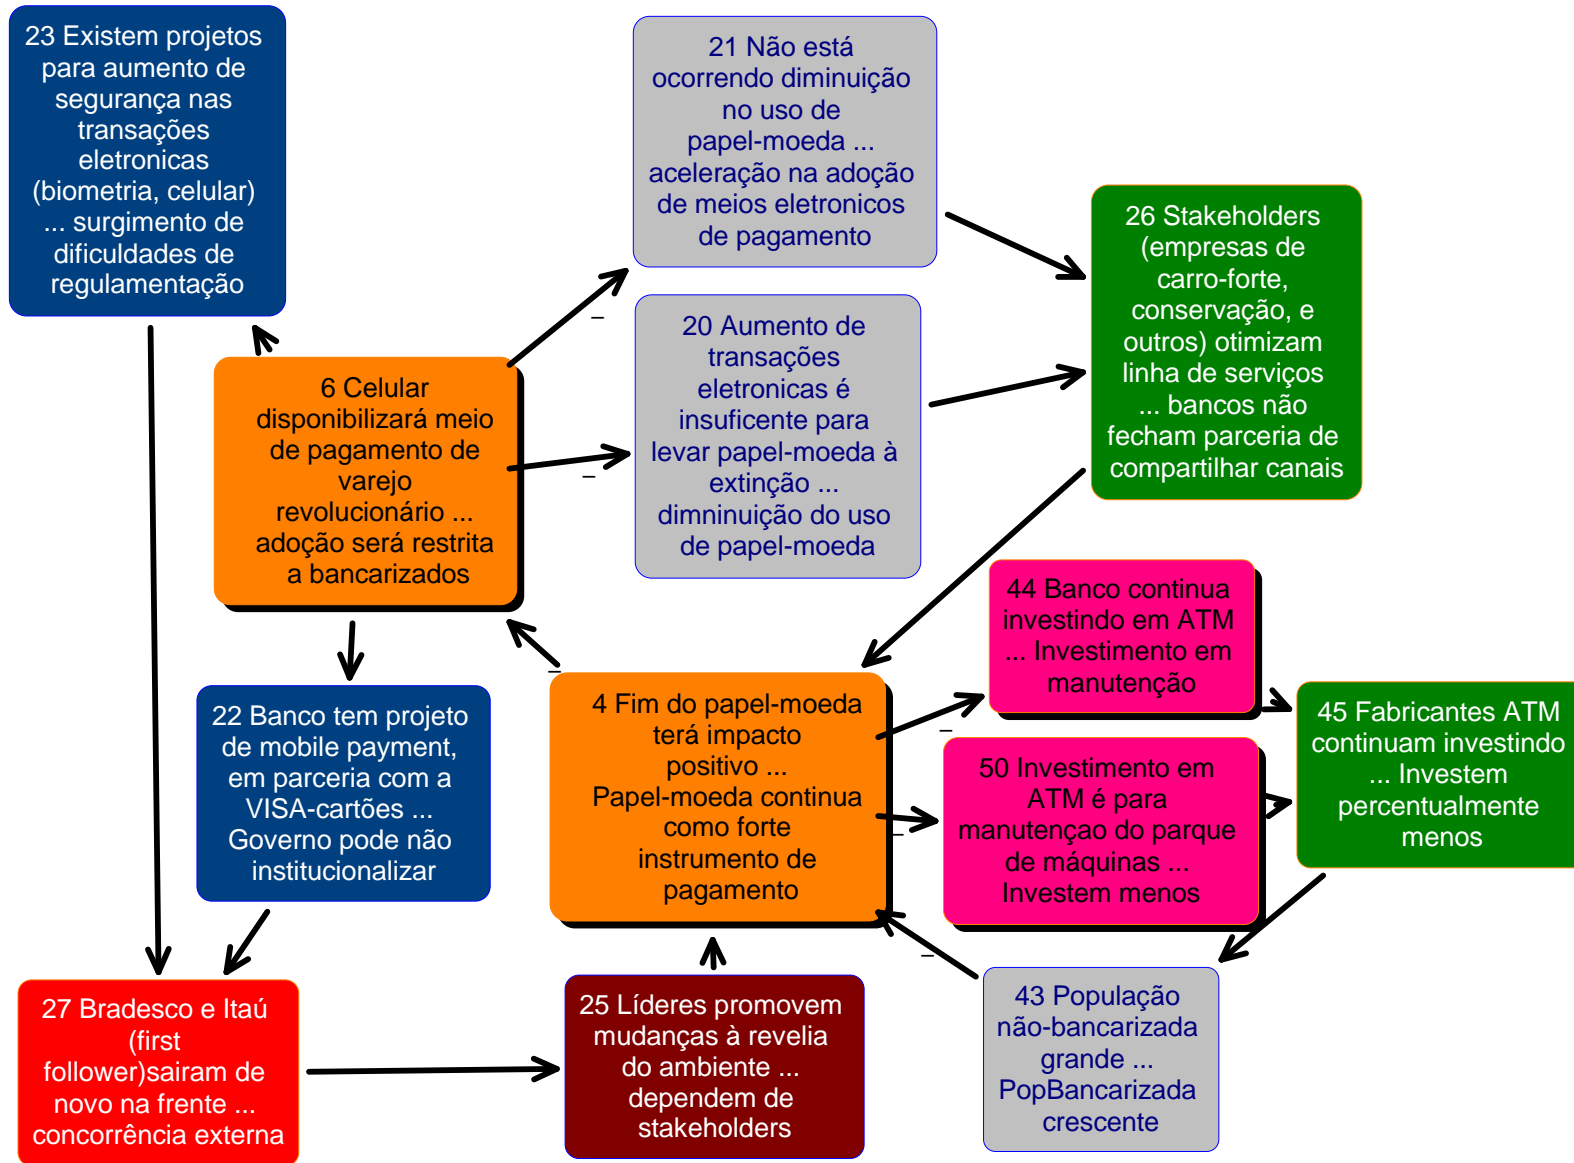 23 Existem projetos
para aumento de
segurança nas
transações
eletronicas
(biometria, celular)
... surgimento de
dificuldades de
regulamentação
21 Não está
ocorrendo diminuição
no uso de
papel-moeda ...
aceleração na adoção
de meios eletronicos
de pagamento
26 Stakeholders
(empresas de
carro-forte,
conservação, e
outros) otimizam
linha de serviços
... bancos não
fecham parceria de
compartilhar canais
20 Aumento de
transações
eletronicas é
insuficente para
levar papel-moeda à
extinção ...
dimninuição do uso
de papel-moeda
6 Celular
disponibilizará meio
de pagamento de
varejo
revolucionário ...
adoção será restrita
a bancarizados
–
–
–
44 Banco continua
investindo em ATM
... Investimento em
manutenção
22 Banco tem projeto
de mobile payment,
em parceria com a
VISA-cartões ...
Governo pode não
institucionalizar
4 Fim do papel-moeda
terá impacto
positivo ...
Papel-moeda continua
como forte
instrumento de
pagamento
–
–
–
50 Investimento em
ATM é para
manutençao do parque
de máquinas ...
Investem menos
45 Fabricantes ATM
continuam investindo
... Investem
percentualmente
menos
27 Bradesco e Itaú
(first
follower)sairam de
novo na frente ...
concorrência externa
25 Líderes promovem
mudanças à revelia
do ambiente ...
dependem de
stakeholders
43 População
não-bancarizada
grande ...
PopBancarizada
crescente